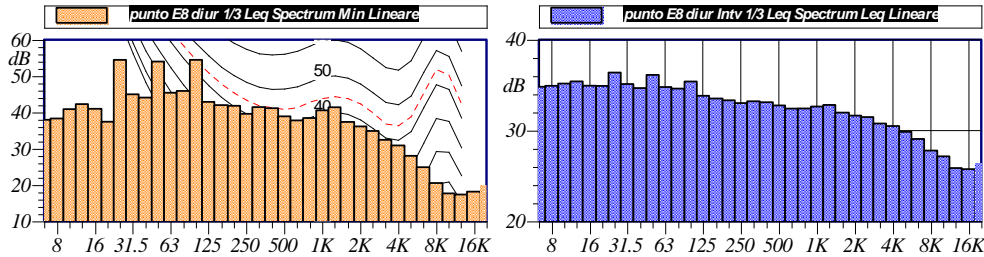 punto E8 diur 1/3 Leq Spectrum Min Lineare
60
dB
50
40
30
20
10
50
40
8 16 31.5 63 125 250 500 1K 2K 4K 8K 16K
punto E8 diur Intv 1/3 Leq Spectrum Leq Lineare
40
dB
30
20
8 16 31.5 63 125 250 500 1K 2K 4K 8K 16K